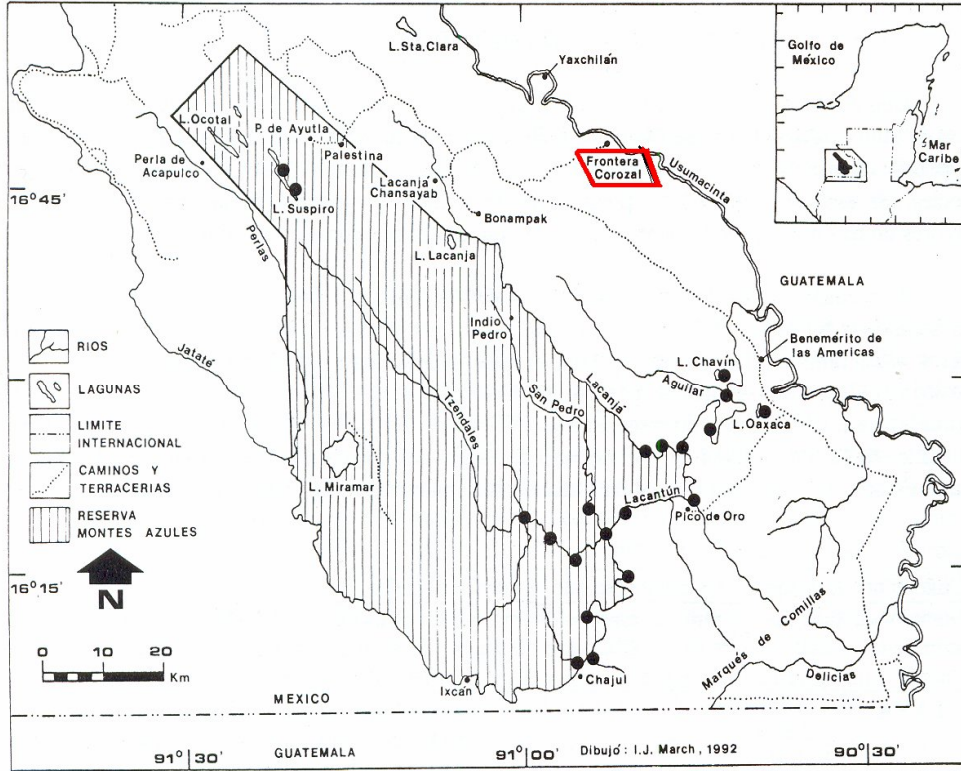 L. Sta. Clara
Yaxchilán
Golfo de
México
Mar
Caribe
L. Ocotal
P. de Ayutla
Palestina
Perla de
Acapulco
Frontera
Corozal
Usumacinta
16° 45'
L. Suspiro
Lacanjá
Chansayab
Bonampak
Perlas
L. Lacanja
GUATEMALA
Indio
Pedro
Benemérito de
las Americas
L. Chavín
Aguilar
Jataté
Tzendales
San Pedro
Lacanjá
L. Oaxaca
RIOS
LAGUNAS
LIMITE
INTERNACIONAL
CAMINOS Y
TERRACERIAS
RESERVA
MONTES AZULES
L. Miramar
Lacantún
Pico de Oro
N
16° 15'
Marqués de Comillas
Delicias
0 10 20
Km
Ixcán
Chajul
MEXICO
91° 30'
GUATEMALA
91° 00'
Dibujó: I.J. March, 1992
90° 30'